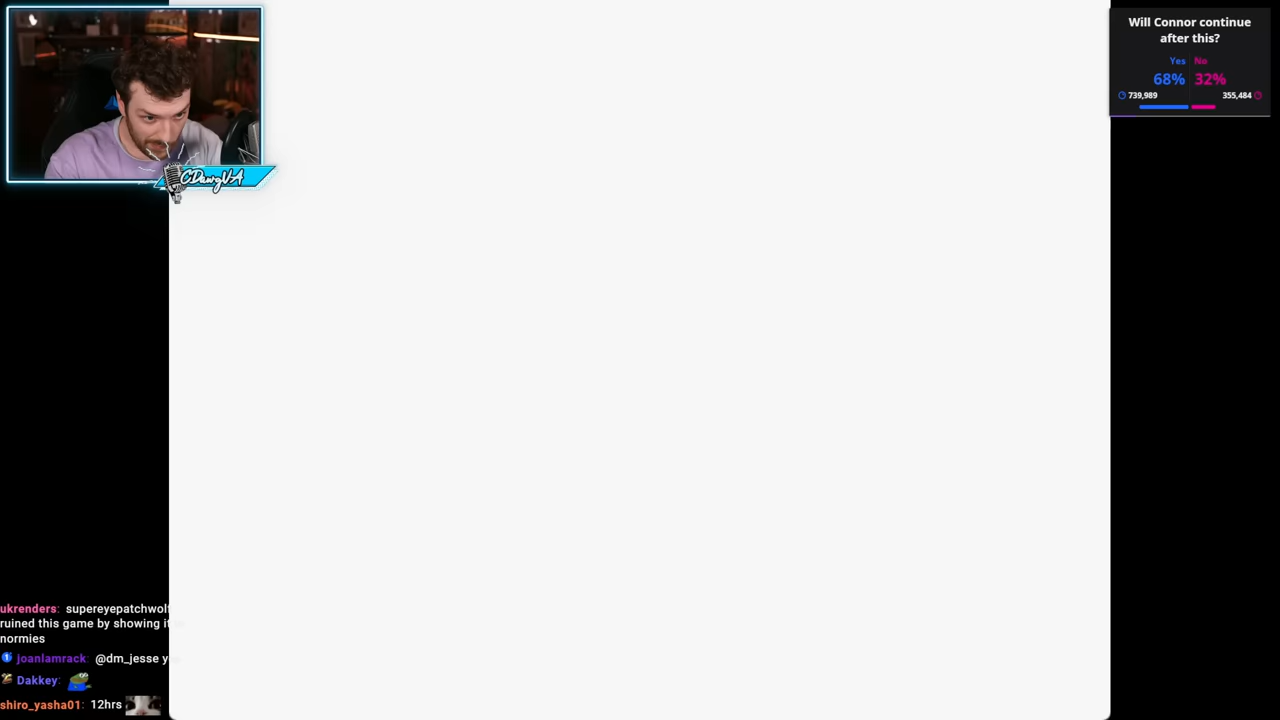 CDawgVA
Will Connor continue
after this?
Yes No
68% 32%
739,989 355,484
ukrenders: supereyepatchwolf
ruined this game by showing it
normies
joanlamrack: @dm_jesse y
Dakkey:
shiro_yasha01: 12hrs